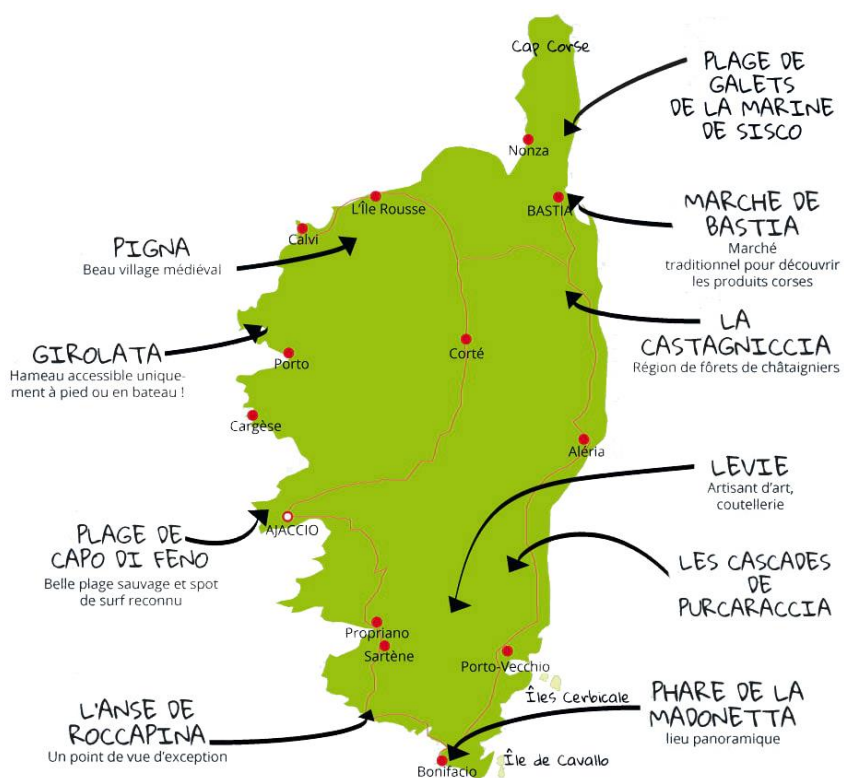 Cap Corse
PLAGE DE
GALETS
DE LA MARINE
DE SISCO
Nonza
L'Île Rousse
BASTIA
MARCHE DE
BASTIA
Marché
traditionnel pour découvrir
les produits corses
Calvi
PIGNA
Beau village médiéval
LA
CASTAGNICCIA
Région de fôrets de châtaigniers
GIROLATA
Hameau accessible unique-
ment à pied ou en bateau !
Porto
Corté
Cargèse
Aléria
LEVIE
Artisant d'art,
coutellerie
AJACCIO
PLAGE DE
CAPO DI FENO
Belle plage sauvage et spot
de surf reconnu
LES CASCADES
DE
PURCARACCIA
Propriano
Sartène
Porto-Vecchio
Îles Cerbicale
L'ANSE DE
ROCCAPINA
Un point de vue d'exception
PHARE DE LA
MADONETTA
lieu panoramique
Île de Cavallo
Bonifacio